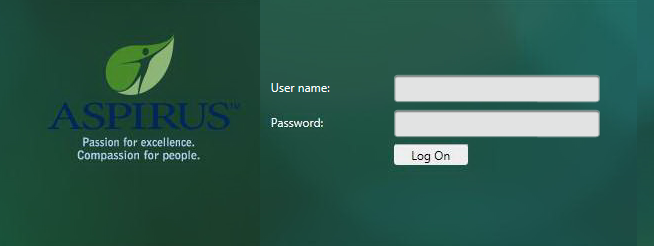 ASPIRUS™
Passion for excellence.
Compassion for people.
User name:
Password:
Log On